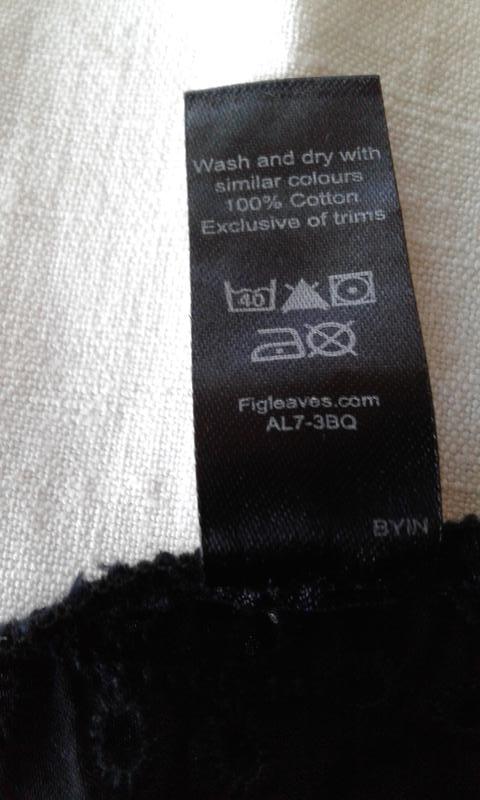 Wash and dry with
similar colours
100% Cotton
Exclusive of trims
40
Figleaves.com
AL7-3BQ
BYIN